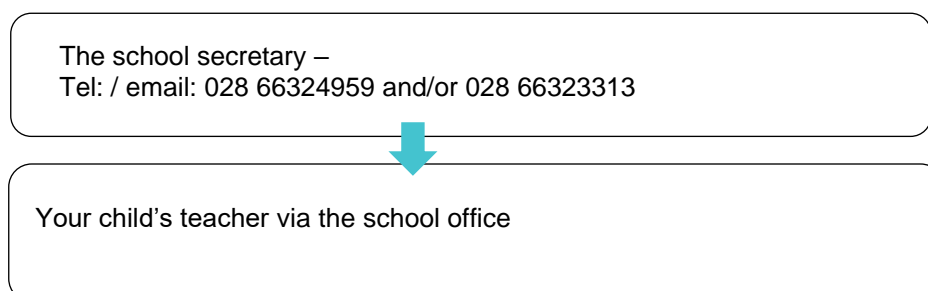 The school secretary –
Tel: / email: 028 66324959 and/or 028 66323313
Your child’s teacher via the school office